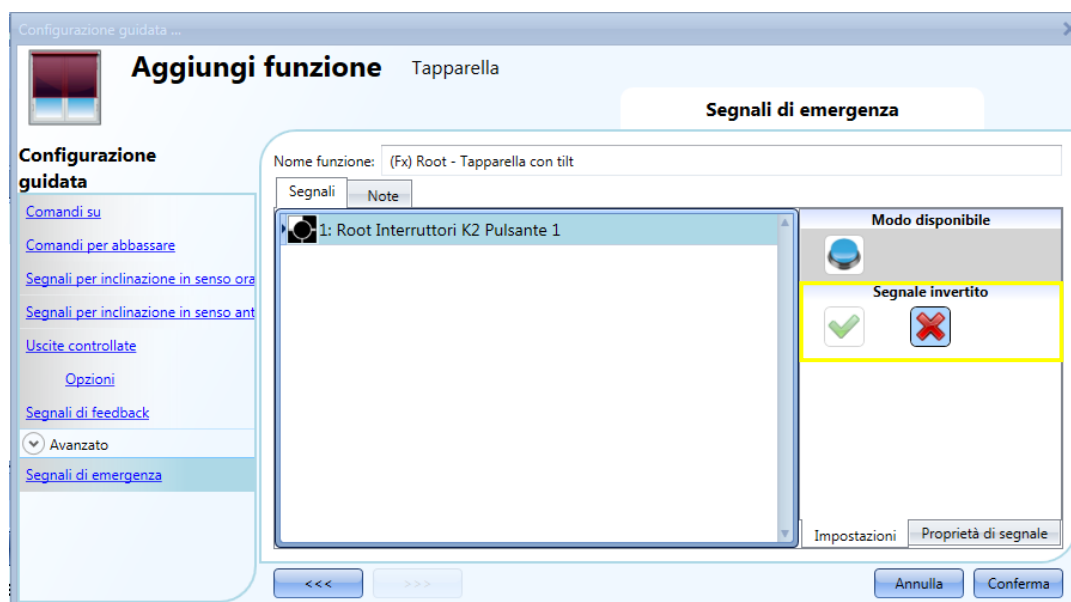 Configurazione guidata ...
Aggiungi funzione Tapparella
Segnali di emergenza
Configurazione
guidata
Comandi su
Comandi per abbassare
Segnali per inclinazione in senso ora
Segnali per inclinazione in senso ant
Uscite controllate
Opzioni
Segnali di feedback
Avanzato
Segnali di emergenza
Nome funzione: (Fx) Root - Tapparella con tilt
Segnali Note
1: Root Interruttori K2 Pulsante 1
Modo disponibile
Segnale invertito
Impostazioni Proprietà di segnale
<<< >>> Annulla Conferma